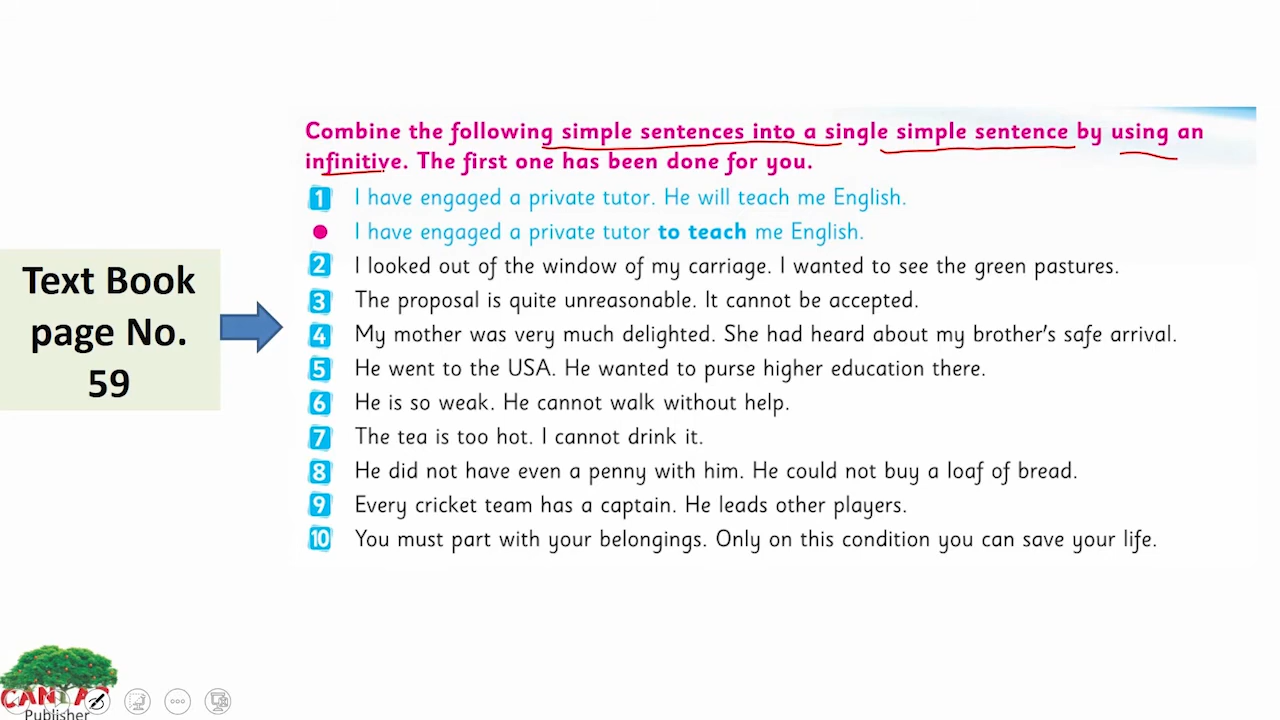 Combine the following simple sentences into a single simple sentence by using an
infinitive. The first one has been done for you.
1 I have engaged a private tutor. He will teach me English.
● I have engaged a private tutor to teach me English.
2 I looked out of the window of my carriage. I wanted to see the green pastures.
3 The proposal is quite unreasonable. It cannot be accepted.
4 My mother was very much delighted. She had heard about my brother's safe arrival.
5 He went to the USA. He wanted to purse higher education there.
6 He is so weak. He cannot walk without help.
7 The tea is too hot. I cannot drink it.
8 He did not have even a penny with him. He could not buy a loaf of bread.
9 Every cricket team has a captain. He leads other players.
10 You must part with your belongings. Only on this condition you can save your life.
Text Book
page No.
59
Publisher